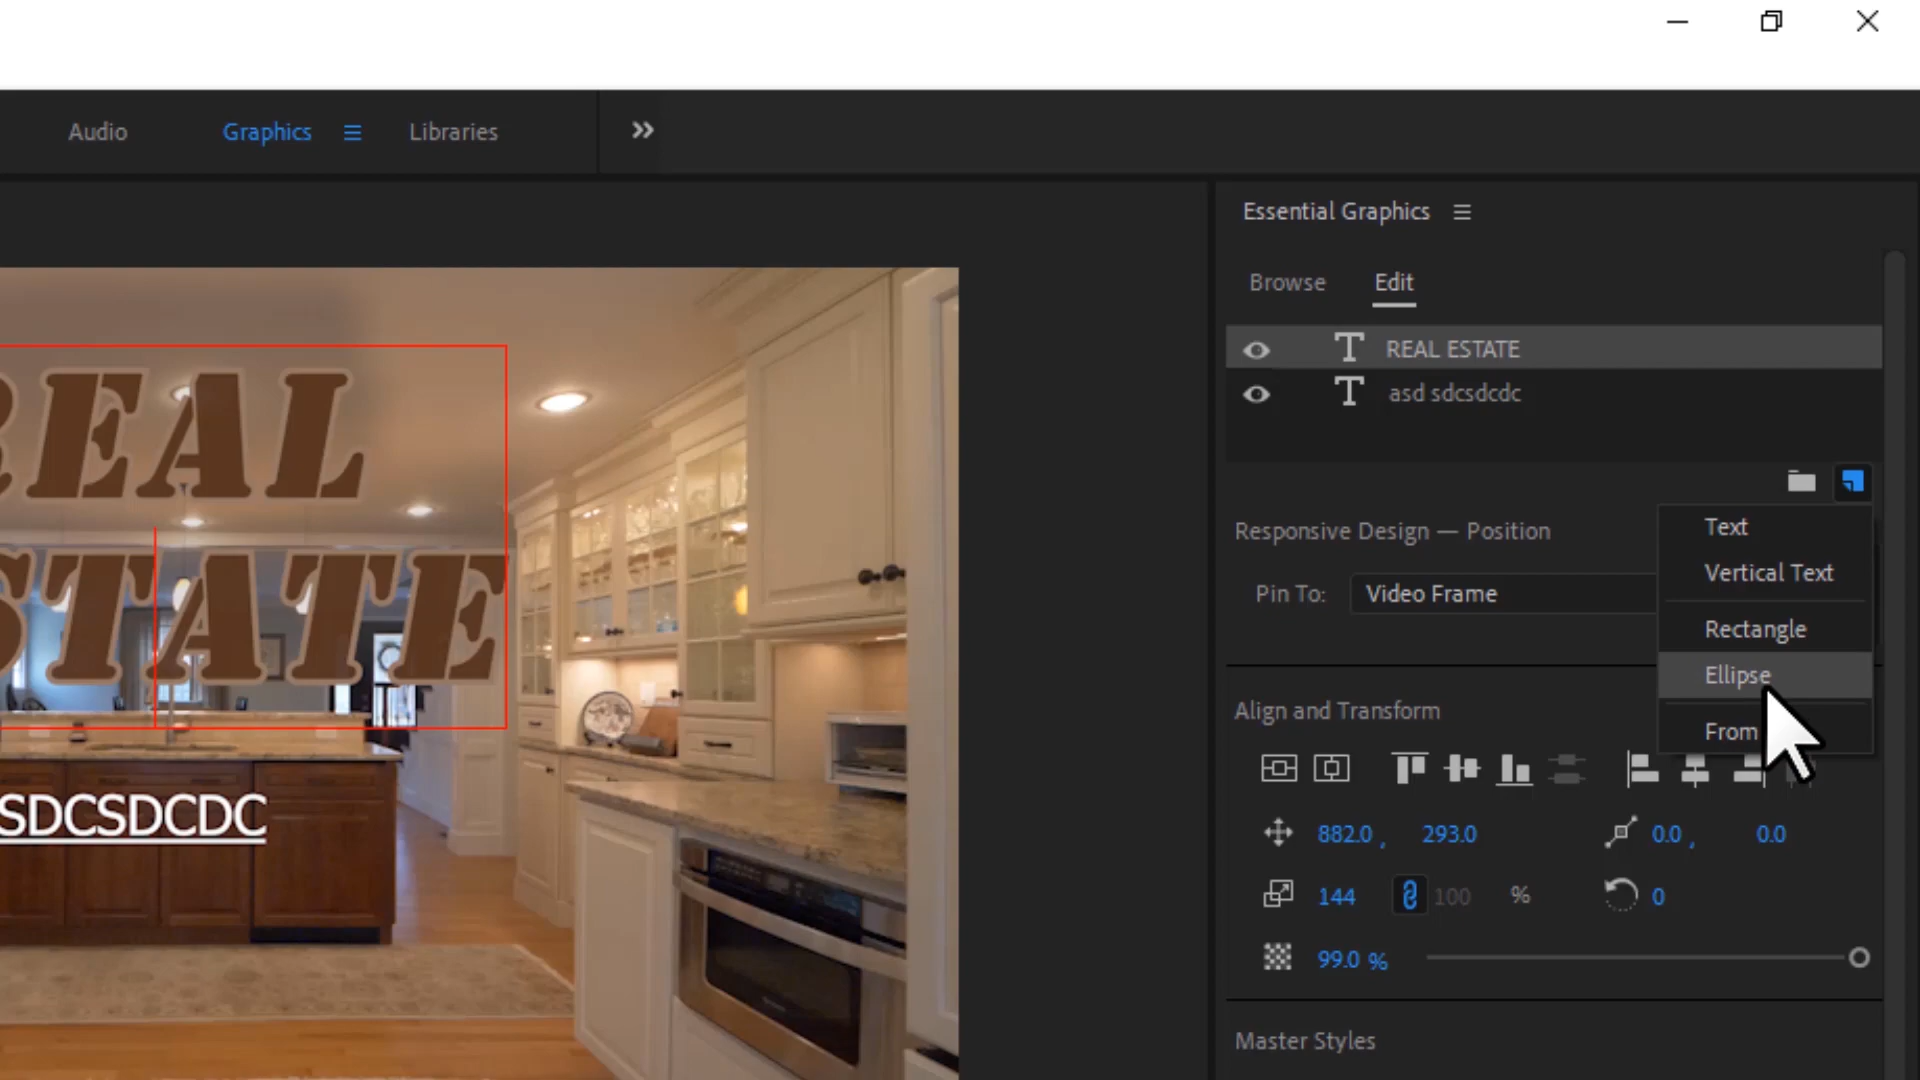 Audio Graphics Libraries
Essential Graphics
Browse Edit
REAL ESTATE
asd sdcsdcdc
EAL
STATE
SDCSDCDC
Text
Vertical Text
Rectangle
Ellipse
From
Responsive Design — Position
Pin To: Video Frame
Align and Transform
882.0 , 293.0 0.0 , 0.0
144 100 % 0
99.0 %
Master Styles